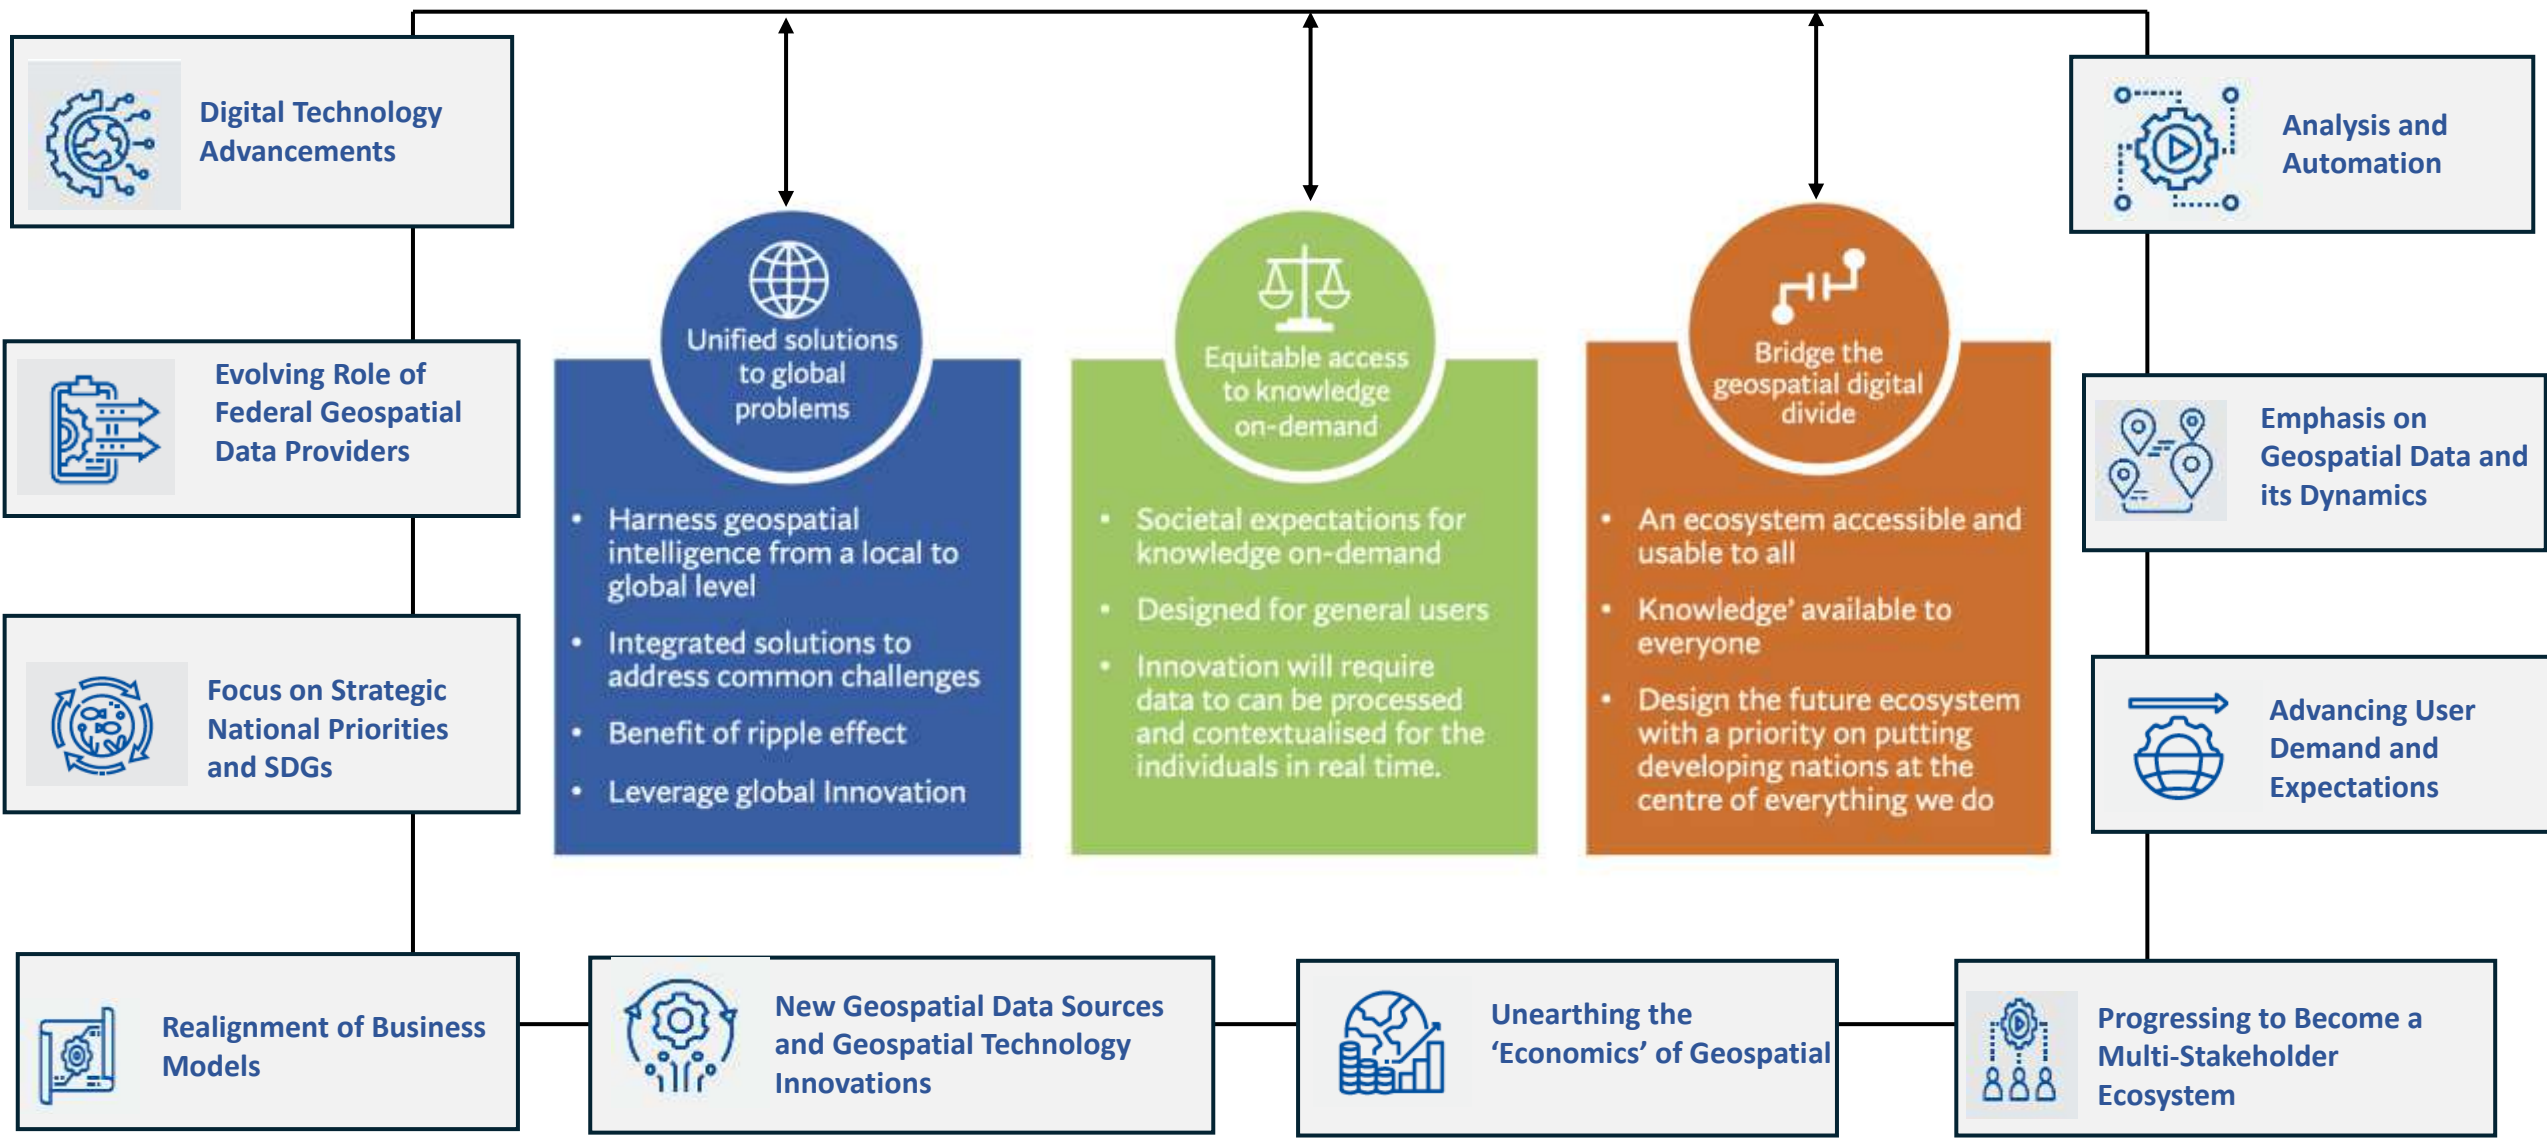 Digital Technology
Advancements
Evolving Role of
Federal Geospatial
Data Providers
Focus on Strategic
National Priorities
and SDGs
Unified solutions
to global
problems
• Harness geospatial
intelligence from a local to
global level
• Integrated solutions to
address common challenges
• Benefit of ripple effect
• Leverage global Innovation
Equitable access
to knowledge
on-demand
• Societal expectations for
knowledge on-demand
• Designed for general users
• Innovation will require
data to can be processed
and contextualised for the
individuals in real time.
Bridge the
geospatial digital
divide
• An ecosystem accessible and
usable to all
• Knowledge’ available to
everyone
• Design the future ecosystem
with a priority on putting
developing nations at the
centre of everything we do
Analysis and
Automation
Emphasis on
Geospatial Data and
its Dynamics
Advancing User
Demand and
Expectations
Realignment of Business
Models
New Geospatial Data Sources
and Geospatial Technology
Innovations
Unearthing the
‘Economics’ of Geospatial
Progressing to Become a
Multi-Stakeholder
Ecosystem